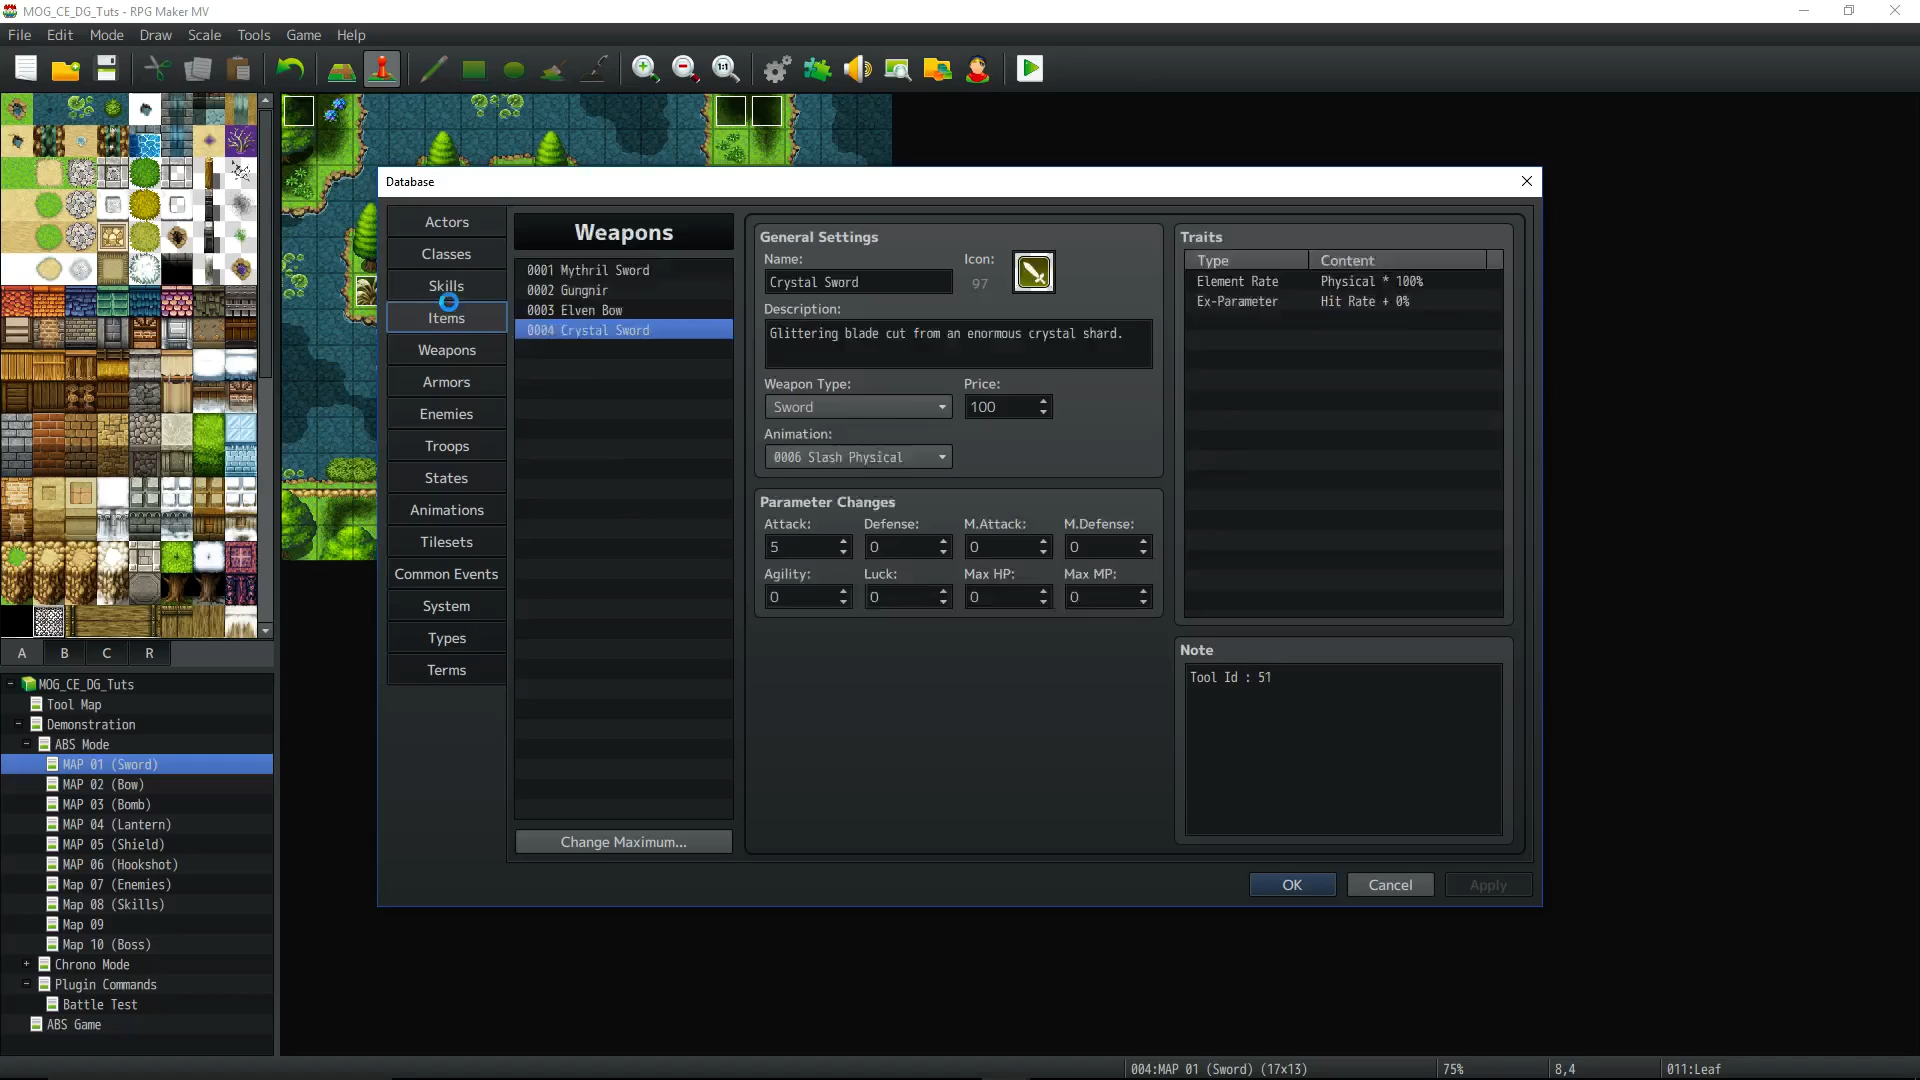 MOG_CE_DG_Tuts - RPG Maker MV
File Edit Mode Draw Scale Tools Game Help
1:1
Database
Actors
Classes
Skills
Items
Weapons
Armors
Enemies
Troops
States
Animations
Tilesets
Common Events
System
Types
Terms
Weapons
0001 Mythril Sword
0002 Gungnir
0003 Elven Bow
0004 Crystal Sword
Change Maximum...
General Settings
Name: Icon:
Crystal Sword 97
Description:
Glittering blade cut from an enormous crystal shard.
Weapon Type: Price:
Sword 100
Animation:
0006 Slash Physical
Parameter Changes
Attack: Defense: M.Attack: M.Defense:
5 0 0 0
Agility: Luck: Max HP: Max MP:
0 0 0 0
Traits
Type Content
Element Rate Physical * 100%
Ex-Parameter Hit Rate + 0%
Note
Tool Id : 51
OK Cancel Apply
A B C R
MOG_CE_DG_Tuts
Tool Map
Demonstration
ABS Mode
MAP 01 (Sword)
MAP 02 (Bow)
MAP 03 (Bomb)
MAP 04 (Lantern)
MAP 05 (Shield)
MAP 06 (Hookshot)
Map 07 (Enemies)
Map 08 (Skills)
Map 09
Map 10 (Boss)
Chrono Mode
Plugin Commands
Battle Test
ABS Game
004:MAP 01 (Sword) (17×13) 75% 8,4 011:Leaf